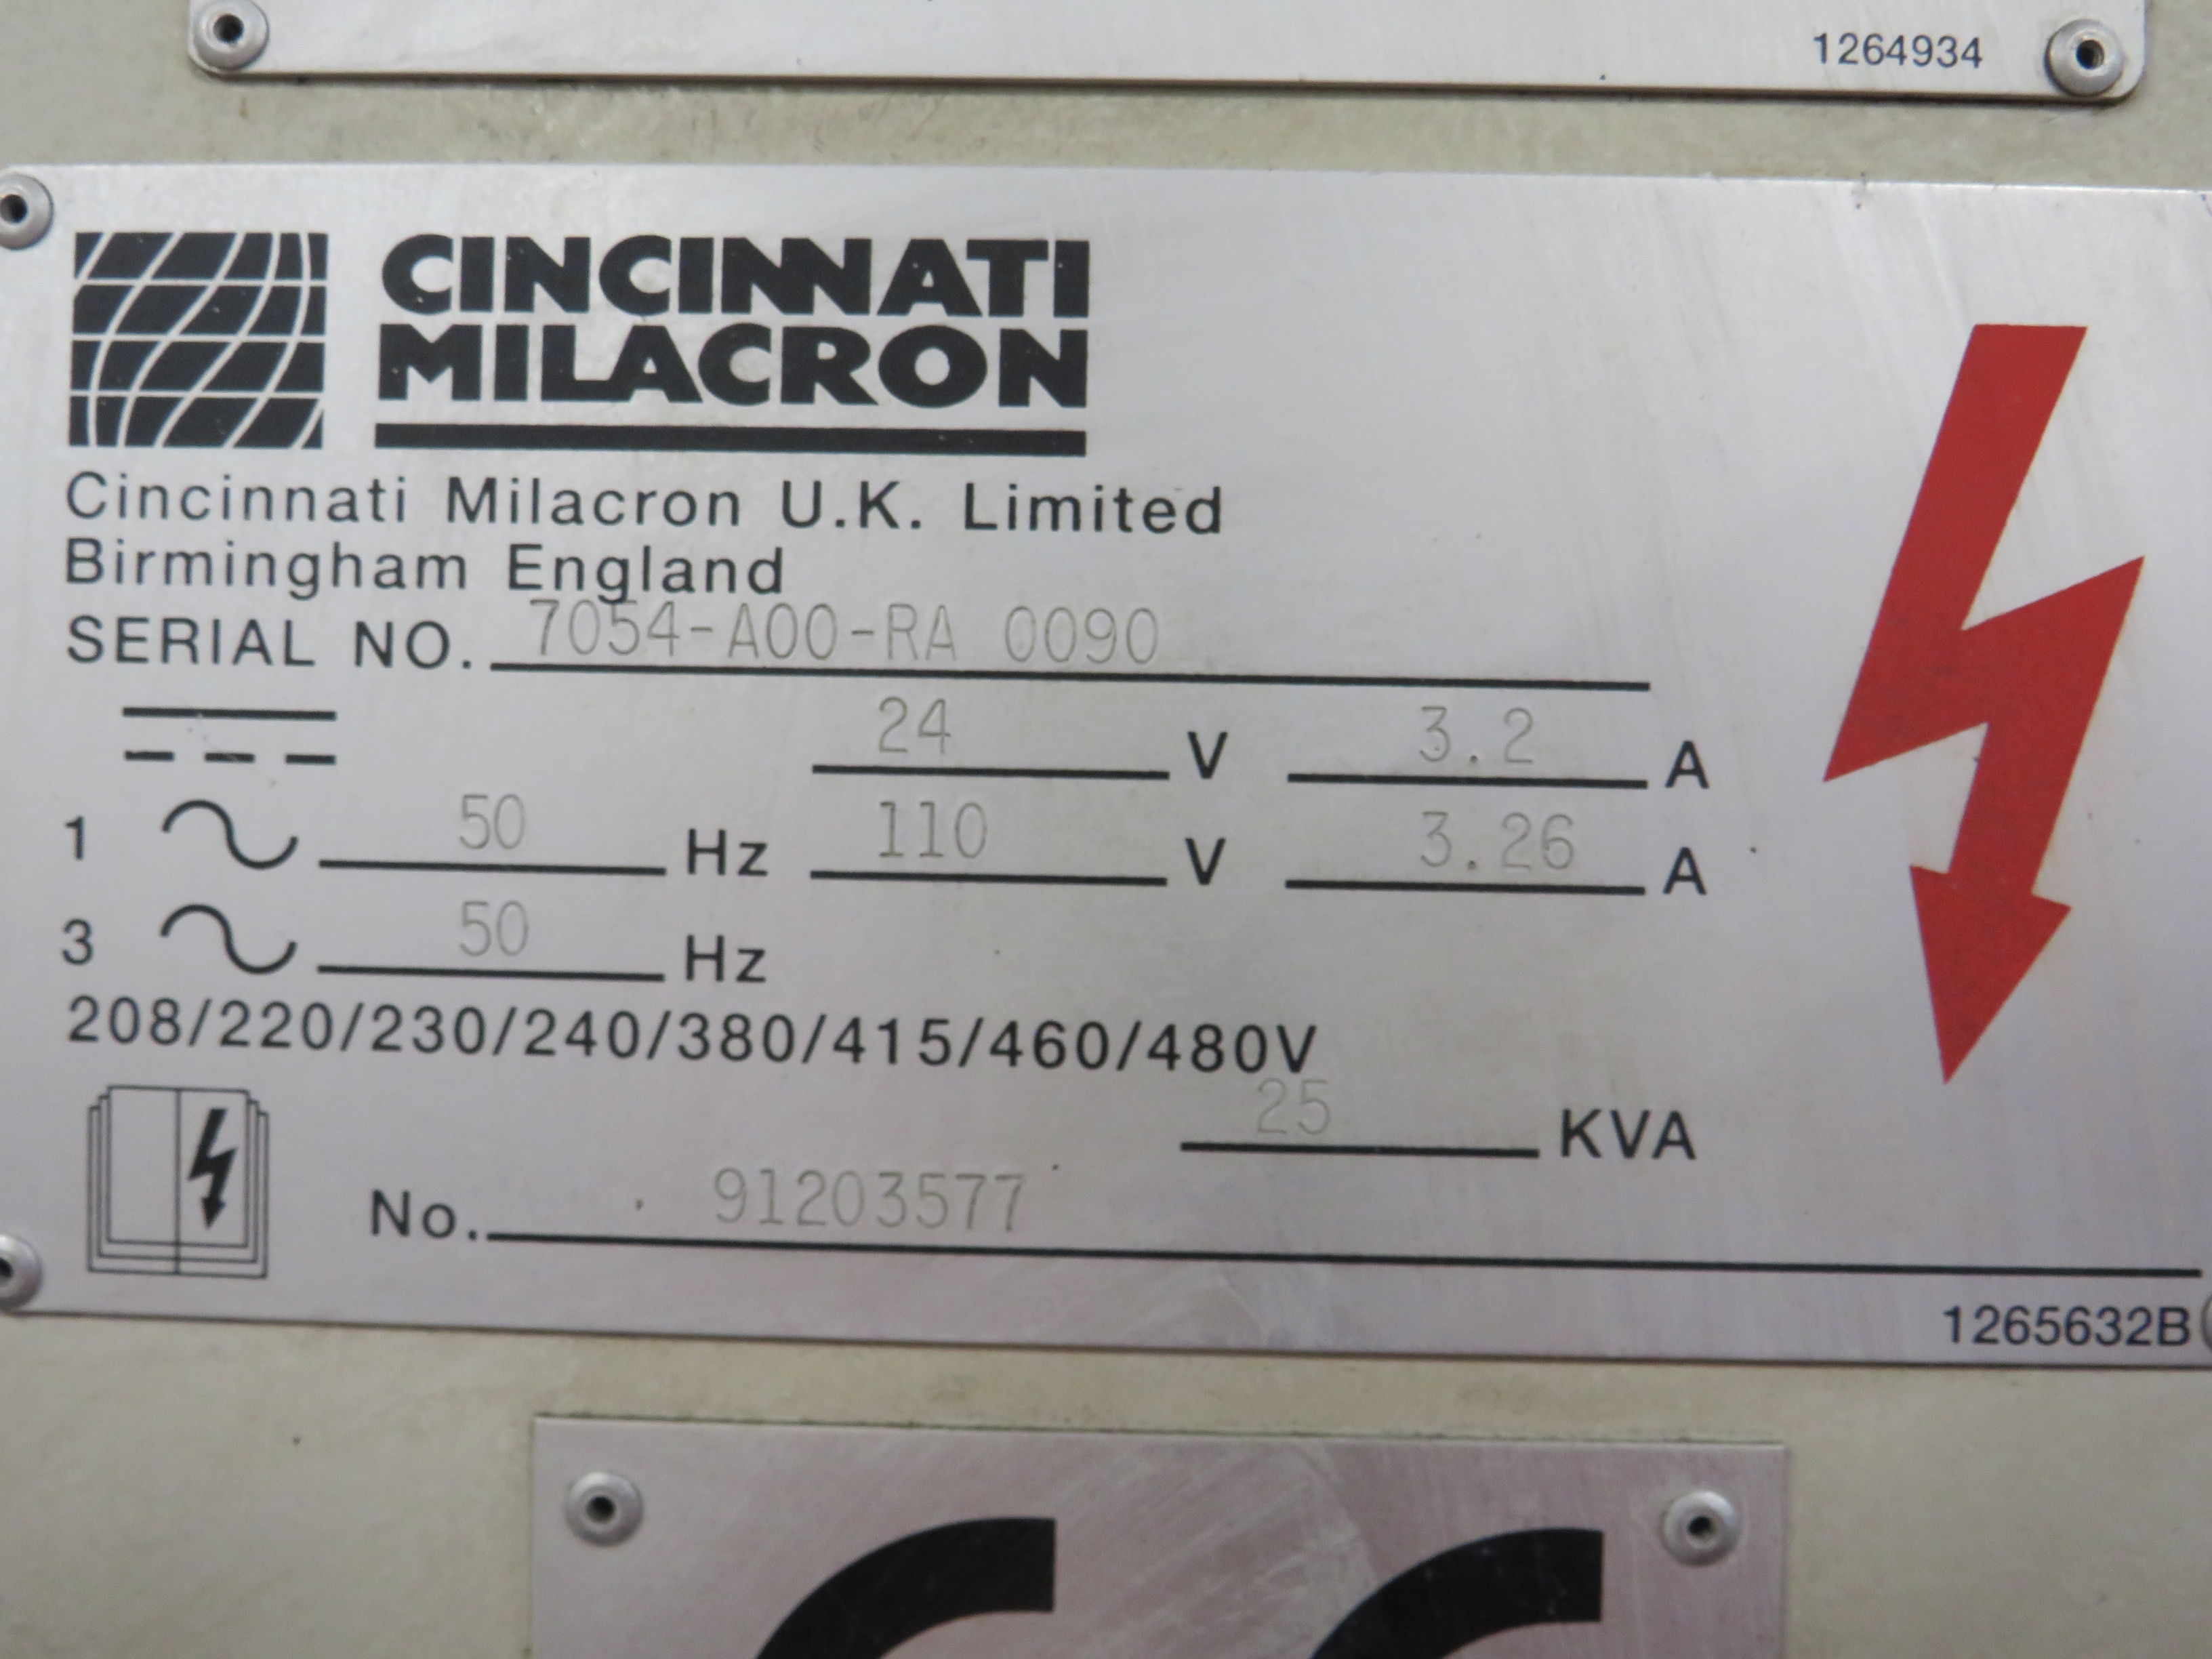 1264934
CINCINNATI
MILACRON
Cincinnati Milacron U.K. Limited
Birmingham England
SERIAL NO. 7054-A00-RA 0090
24 V 3.2 A
1 50 Hz 110 V 3.26 A
3 50 Hz
208/220/230/240/380/415/460/480V
25 KVA
No. 91203577
1265632B
CE